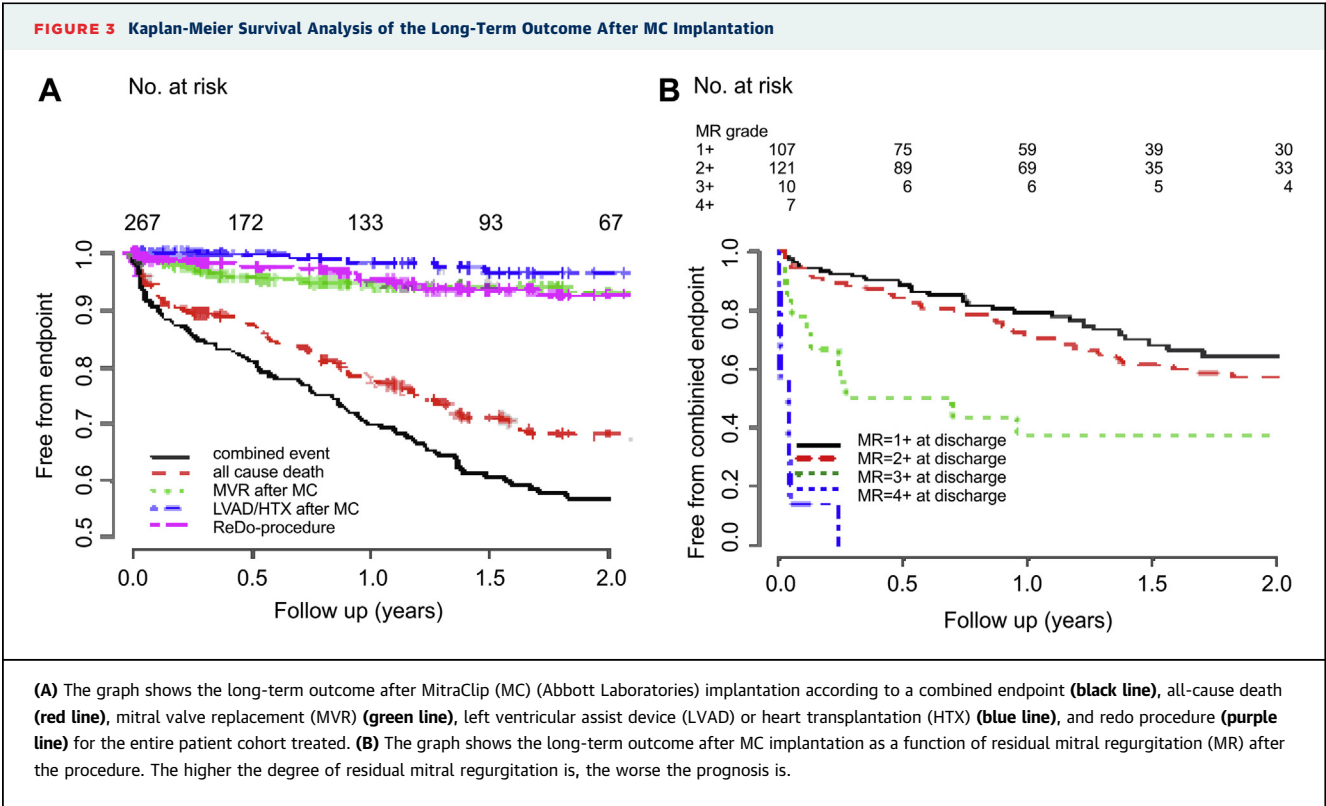 FIGURE 3 Kaplan-Meier Survival Analysis of the Long-Term Outcome After MC Implantation
A
No. at risk
267 172 133 93 67
Free from endpoint
1.0
0.9
0.8
0.7
0.6
0.5
combined event
all cause death
MVR after MC
LVAD/HTX after MC
ReDo-procedure
0.0 0.5 1.0 1.5 2.0
Follow up (years)
B
No. at risk
MR grade
1+ 107 75 59 39 30
2+ 121 89 69 35 33
3+ 10 6 6 5 4
4+ 7
Free from combinied endpoint
1.0
0.8
0.6
0.4
0.2
0.0
MR=1+ at discharge
MR=2+ at discharge
MR=3+ at discharge
MR=4+ at discharge
0.0 0.5 1.0 1.5 2.0
Follow up (years)
(A) The graph shows the long-term outcome after MitraClip (MC) (Abbott Laboratories) implantation according to a combined endpoint (black line), all-cause death
(red line), mitral valve replacement (MVR) (green line), left ventricular assist device (LVAD) or heart transplantation (HTX) (blue line), and redo procedure (purple
line) for the entire patient cohort treated. (B) The graph shows the long-term outcome after MC implantation as a function of residual mitral regurgitation (MR) after
the procedure. The higher the degree of residual mitral regurgitation is, the worse the prognosis is.